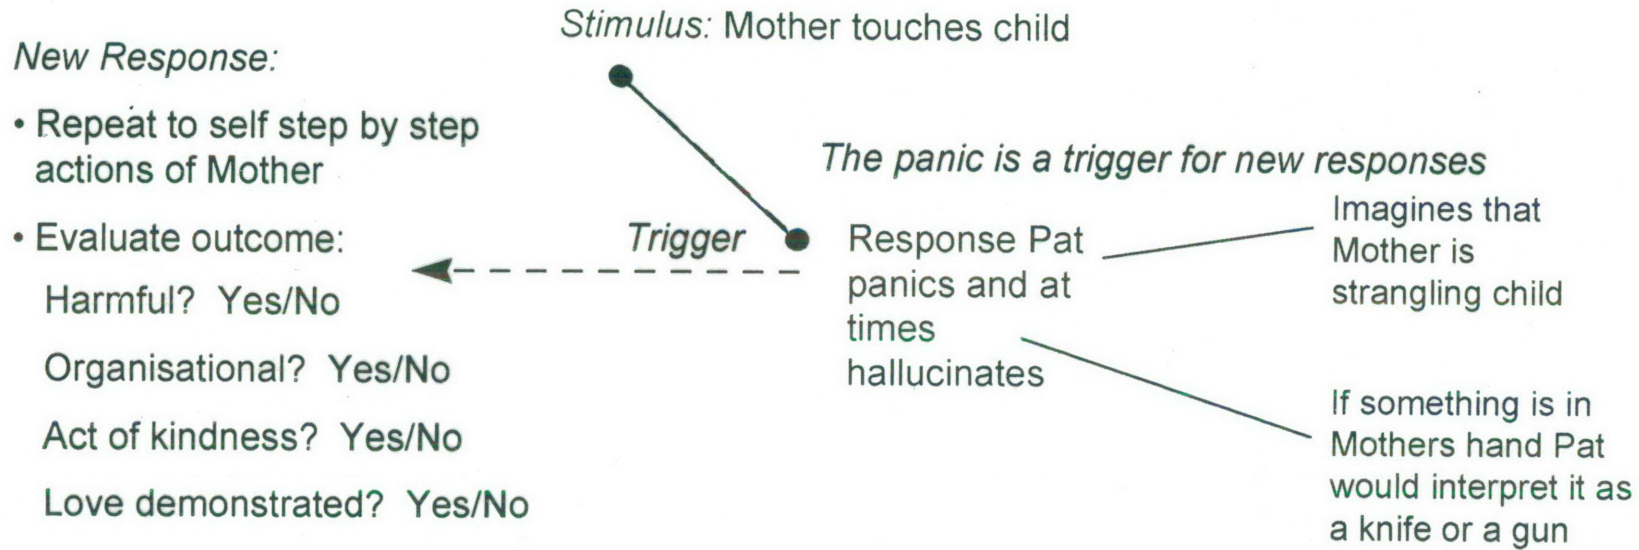 Stimulus: Mother touches child
New Response:
• Repeat to self step by step
actions of Mother
• Evaluate outcome:
Harmful? Yes/No
Organisational? Yes/No
Act of kindness? Yes/No
Love demonstrated? Yes/No
The panic is a trigger for new responses
Trigger
Response Pat
panics and at
times
hallucinates
Imagines that
Mother is
strangling child
If something is in
Mothers hand Pat
would interpret it as
a knife or a gun